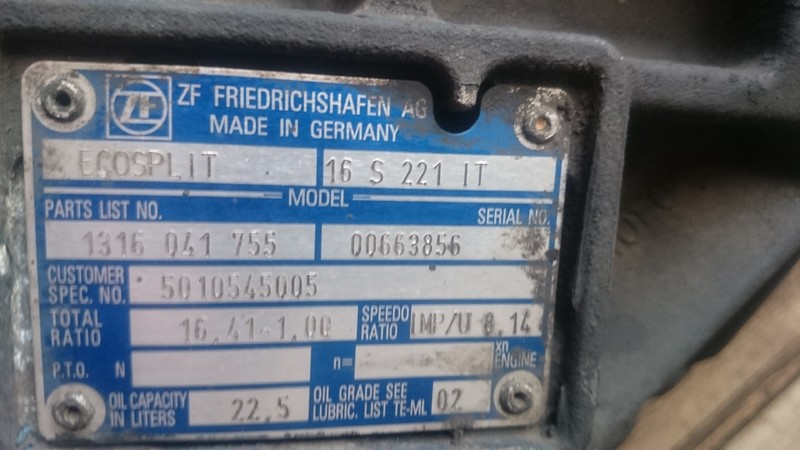 ZF
ZF FRIEDRICHSHAFEN AG
MADE IN GERMANY
ECOSPLIT 16 S 221 IT
MODEL
PARTS LIST NO. SERIAL NO.
1316 041 755 00663856
CUSTOMER
SPEC. NO. 5010545005
TOTAL
RATIO 16,41-1,00 SPEEDO
RATIO IMP/U 8,14
P.T.O. N n= xn
ENGINE
OIL CAPACITY
IN LITERS 22,5 OIL GRADE SEE
LUBRIC. LIST TE-ML 02